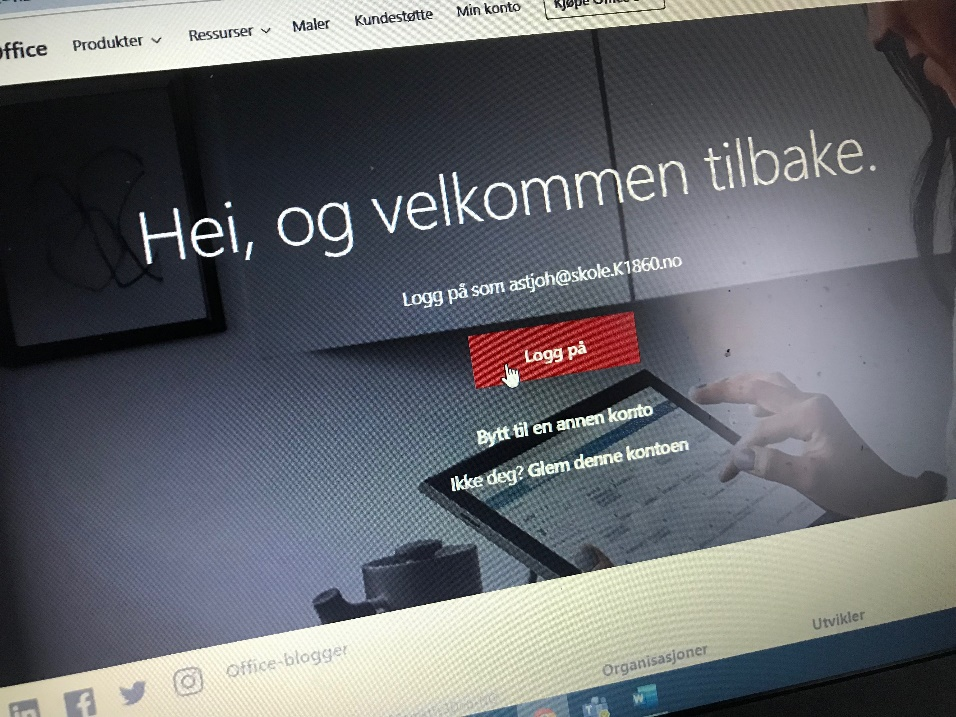 Office Produkter Ressurser Maler Kundestøtte Min konto Kjøpe Office
Hei, og velkommen tilbake.
Logg på som astjoh@skole.K1860.no
Logg på
Bytt til en annen konto
Ikke deg? Glem denne kontoen
Office-blogger Organisasjoner Utvikler